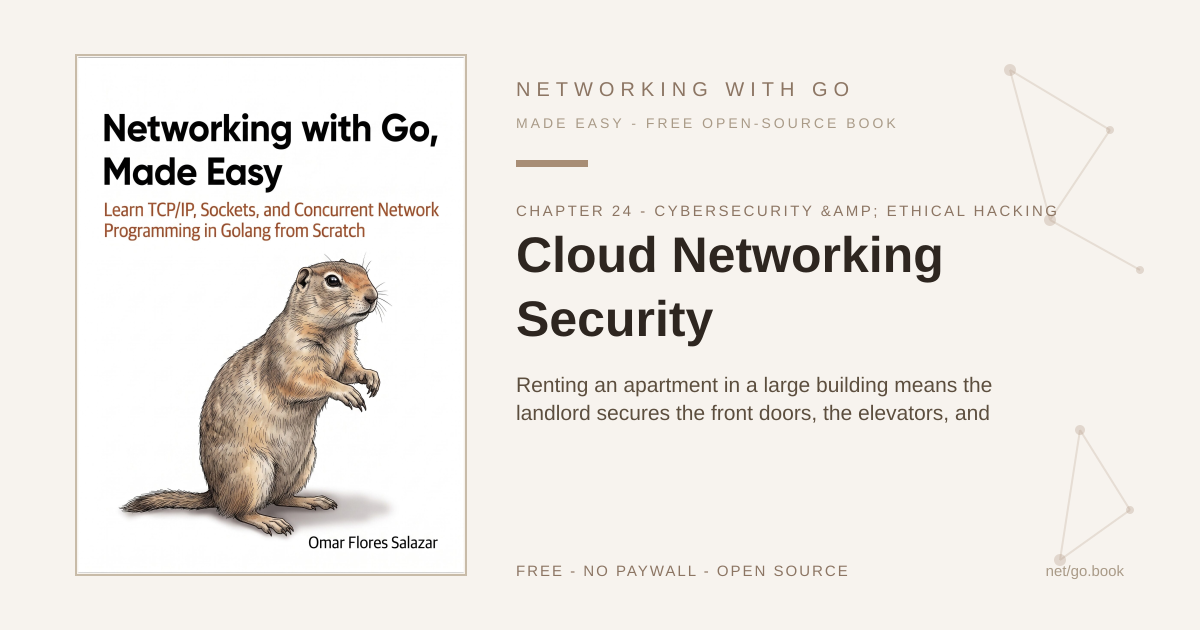 Networking with Go,
Made Easy
Learn TCP/IP, Sockets, and Concurrent Network
Programming in Golang from Scratch
Omar Flores Salazar
NETWORKING WITH GO
MADE EASY - FREE OPEN-SOURCE BOOK
CHAPTER 24 - CYBERSECURITY &AMP; ETHICAL HACKING
Cloud Networking
Security
Renting an apartment in a large building means the
landlord secures the front doors, the elevators, and
FREE - NO PAYWALL - OPEN SOURCE
net/go.book